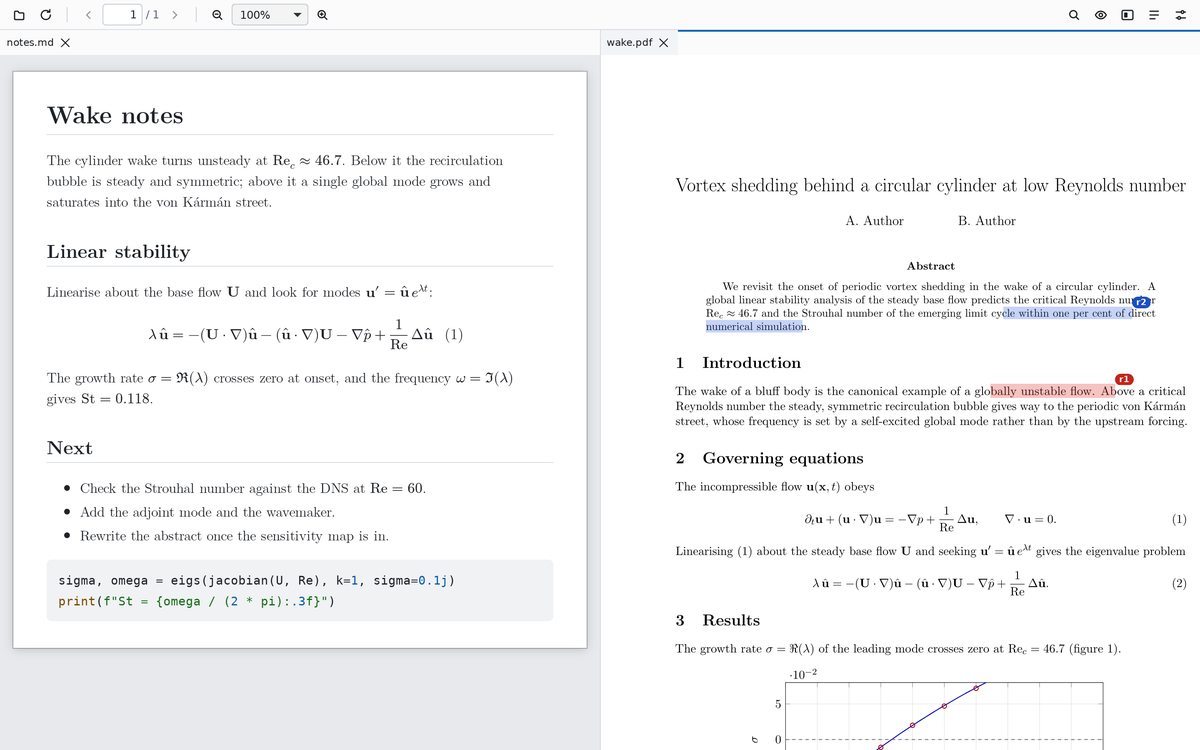 1 / 1
100%
notes.md
Wake notes
The cylinder wake turns unsteady at Re_c ≈ 46.7. Below it the recirculation
bubble is steady and symmetric; above it a single global mode grows and
saturates into the von Kármán street.
Linear stability
Linearise about the base flow U and look for modes u′ = û e^{λt}:
λ û = −(U · ∇)û − (û · ∇)U − ∇p̂ + 1/Re Δû (1)
The growth rate σ = ℜ(λ) crosses zero at onset, and the frequency ω = ℑ(λ)
gives St = 0.118.
Next
• Check the Strouhal number against the DNS at Re = 60.
• Add the adjoint mode and the wavemaker.
• Rewrite the abstract once the sensitivity map is in.
sigma, omega = eigs(jacobian(U, Re), k=1, sigma=0.1j)
print(f"St = {omega / (2 * pi):.3f}")
wake.pdf
Vortex shedding behind a circular cylinder at low Reynolds number
A. Author B. Author
Abstract
We revisit the onset of periodic vortex shedding in the wake of a circular cylinder. A
global linear stability analysis of the steady base flow predicts the critical Reynolds
r2
Re_c ≈ 46.7 and the Strouhal number of the emerging limit cycle within one per cent of direct
numerical simulation.
1 Introduction
r1
The wake of a bluff body is the canonical example of a globally unstable flow. Above a critical
Reynolds number the steady, symmetric recirculation bubble gives way to the periodic von Kármán
street, whose frequency is set by a self-excited global mode rather than by the upstream forcing.
2 Governing equations
The incompressible flow u(x, t) obeys
∂_t u + (u · ∇)u = −∇p + 1/Re Δu, ∇ · u = 0. (1)
Linearising (1) about the steady base flow U and seeking u′ = û e^{λt} gives the eigenvalue problem
λ û = −(U · ∇)û − (û · ∇)U − ∇p̂ + 1/Re Δû. (2)
3 Results
The growth rate σ = ℜ(λ) of the leading mode crosses zero at Re_c = 46.7 (figure 1).
·10^{−2}
5
σ
0